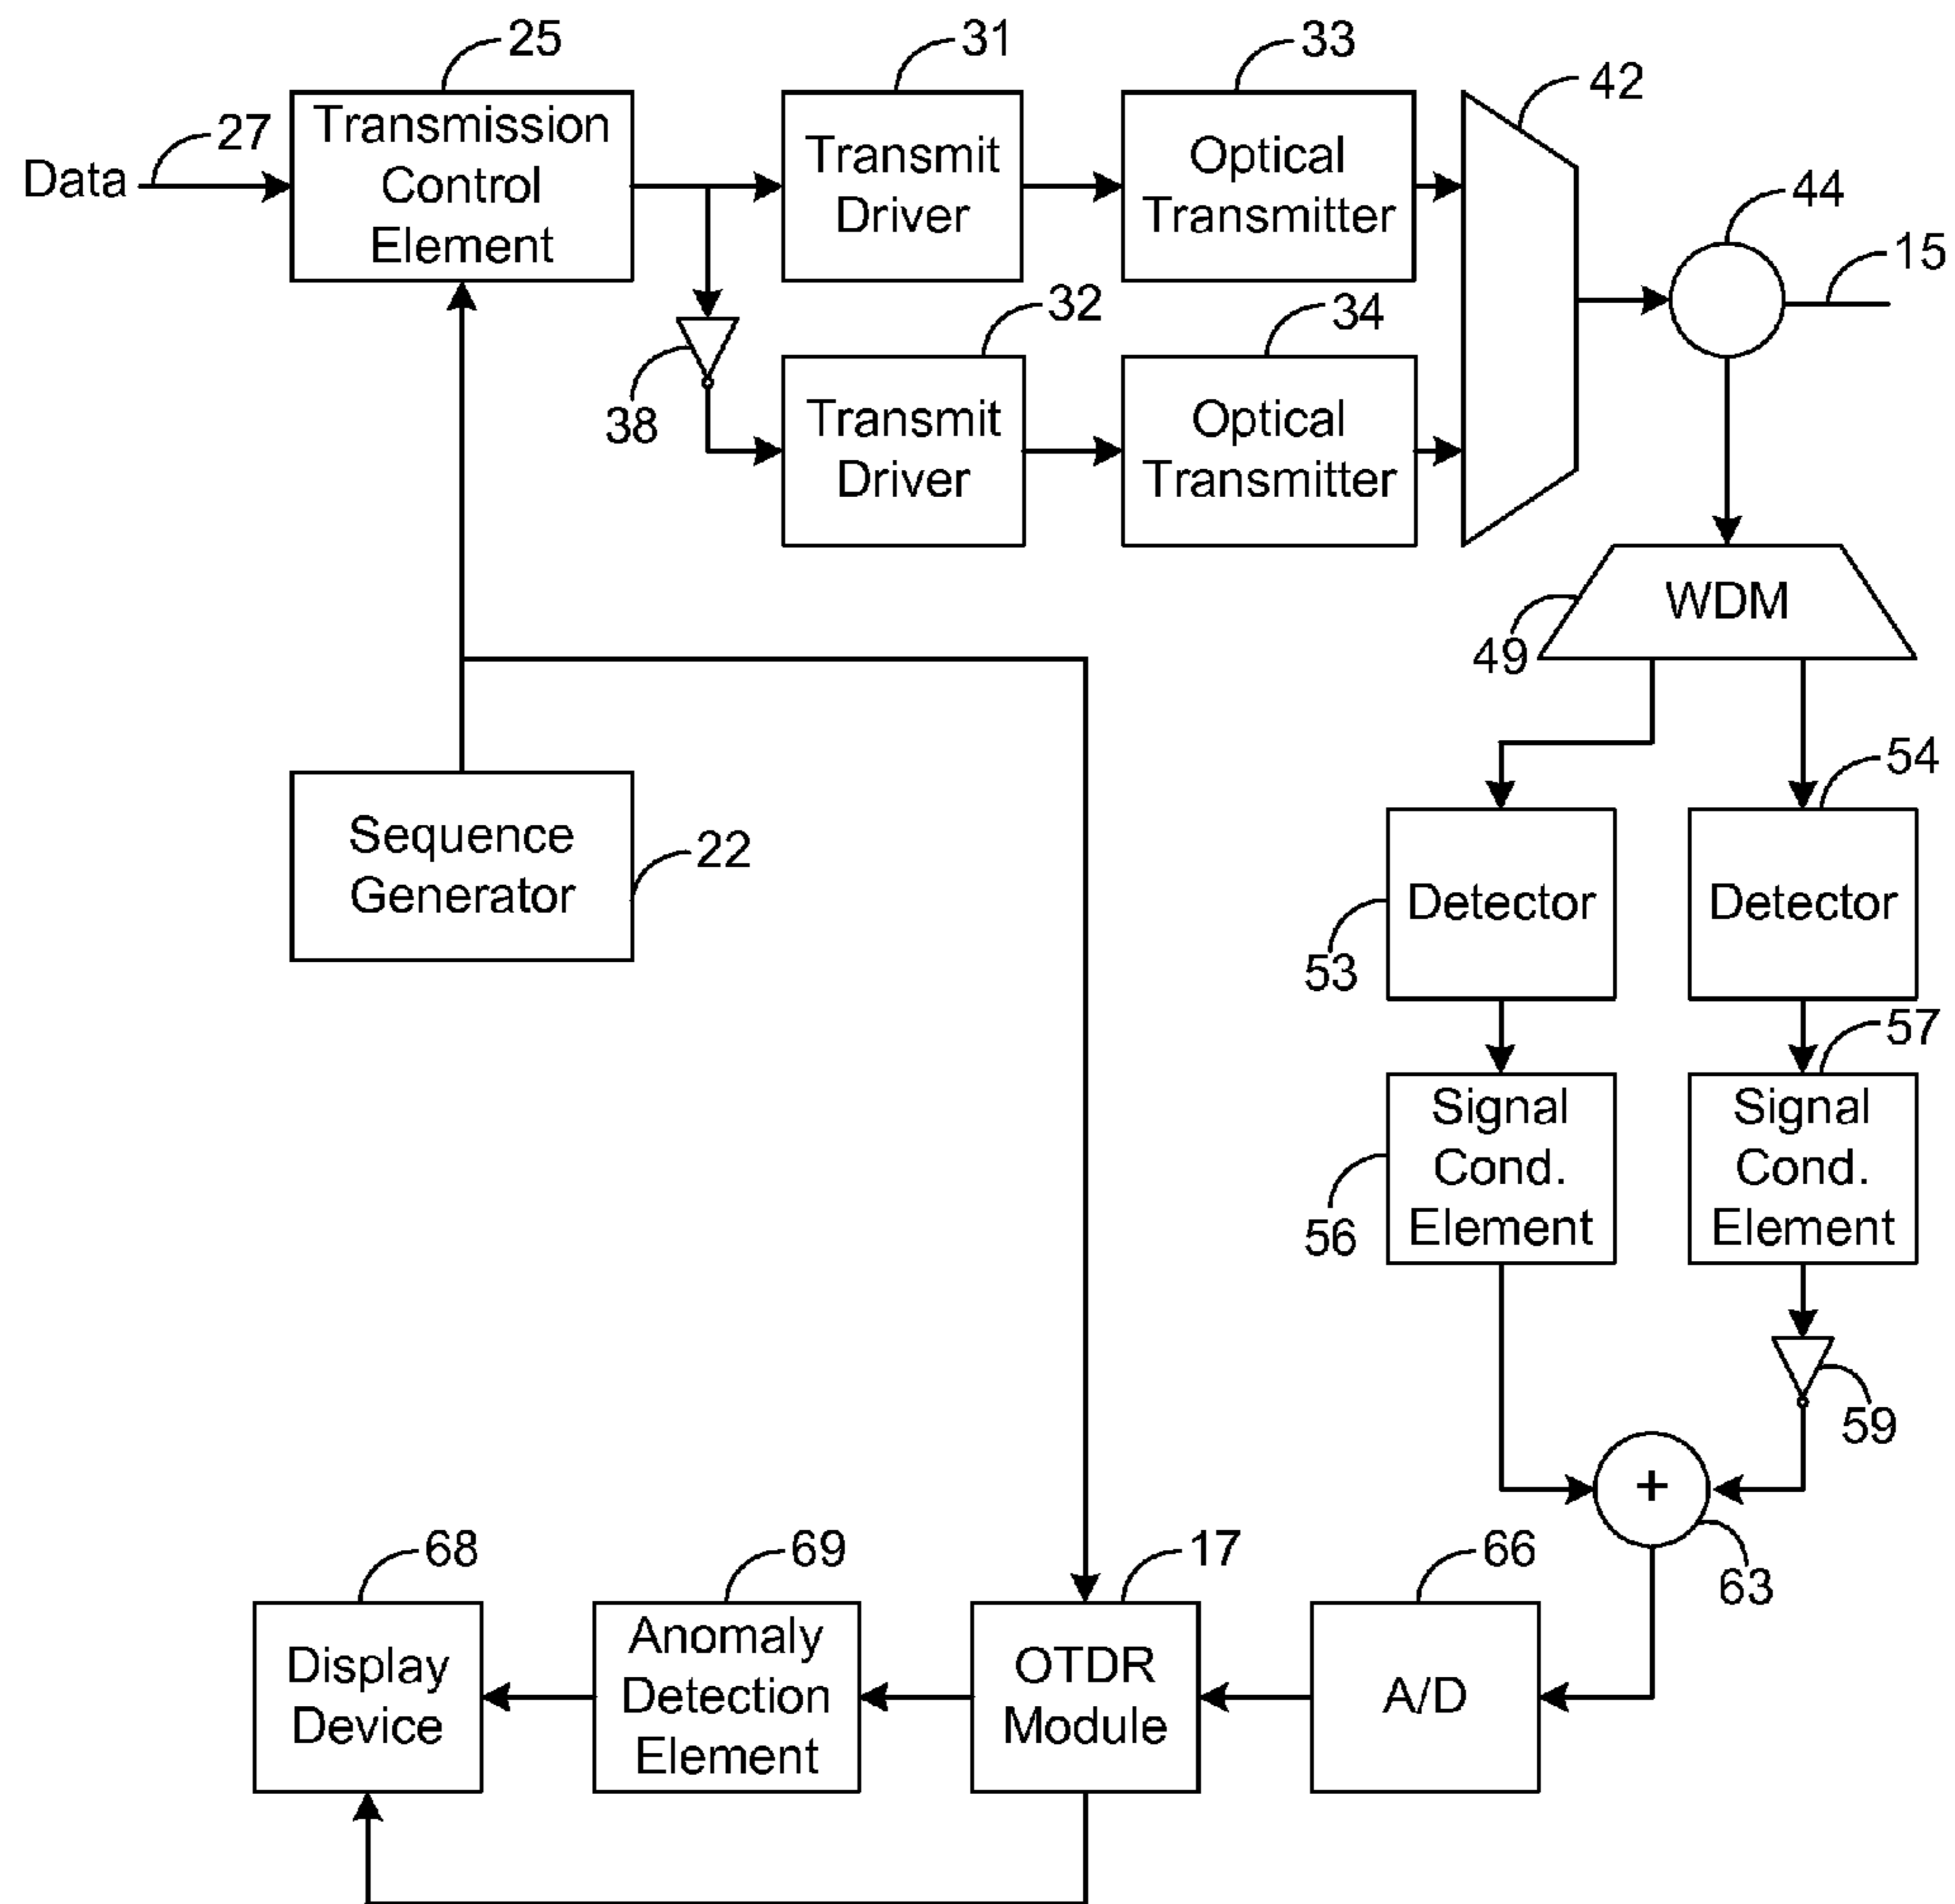 25
31
33
42
27
Data
Transmission
Control
Element
Transmit
Driver
Optical
Transmitter
44
15
32
34
38
Transmit
Driver
Optical
Transmitter
WDM
49
54
Sequence
Generator
22
Detector
Detector
53
57
Signal
Cond.
Element
Signal
Cond.
Element
56
59
+
63
68
69
17
66
Display
Device
Anomaly
Detection
Element
OTDR
Module
A/D